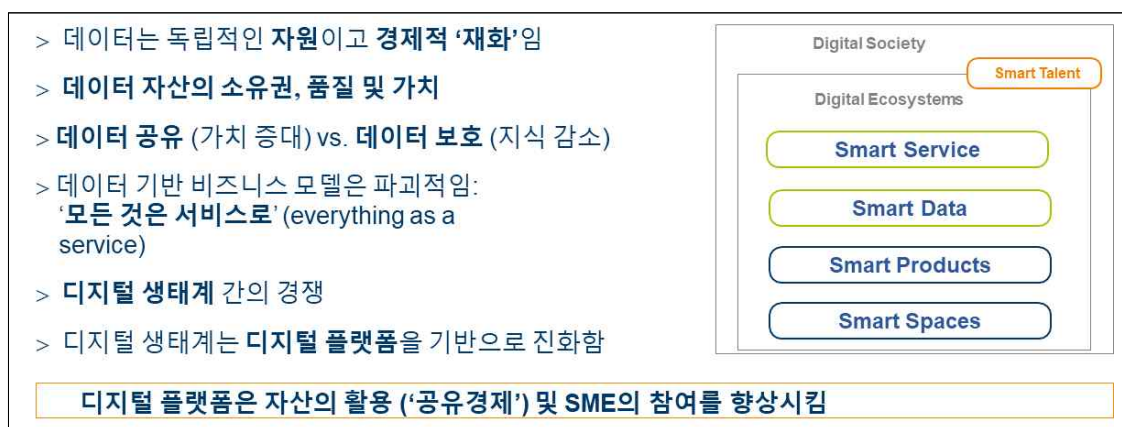 > 데이터는 독립적인 자원이고 경제적 ‘재화’임
> 데이터 자산의 소유권, 품질 및 가치
> 데이터 공유 (가치 증대) vs. 데이터 보호 (지식 감소)
> 데이터 기반 비즈니스 모델은 파괴적임:
‘모든 것은 서비스로’ (everything as a
service)
> 디지털 생태계 간의 경쟁
> 디지털 생태계는 디지털 플랫폼을 기반으로 진화함
Digital Society
Smart Talent
Digital Ecosystems
Smart Service
Smart Data
Smart Products
Smart Spaces
디지털 플랫폼은 자산의 활용 (‘공유경제’) 및 SME의 참여를 향상시킴